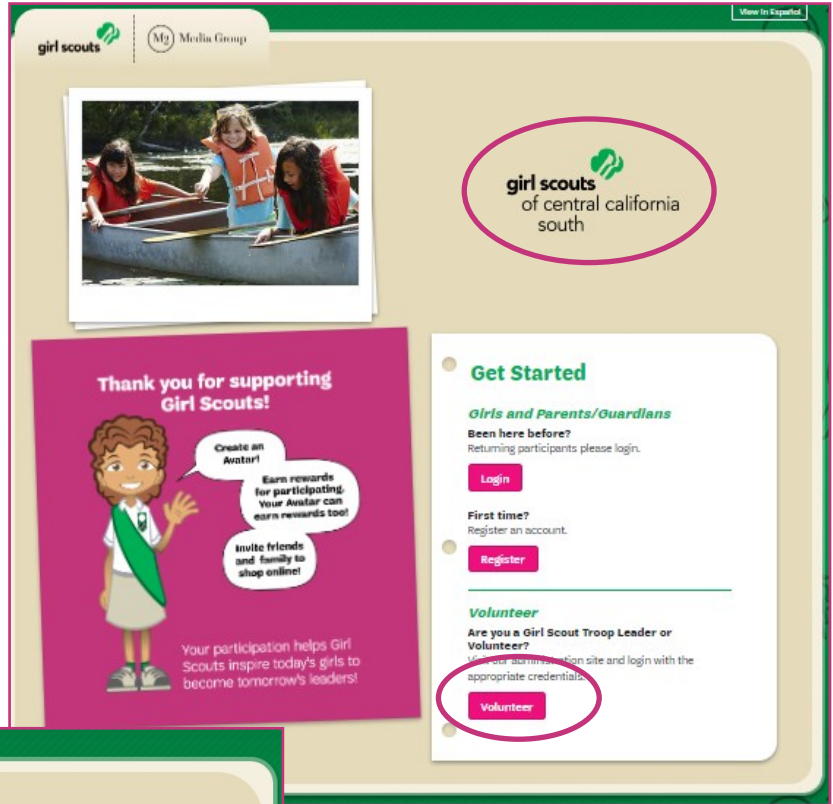 View In Español
girl scouts
M2 Media Group
girl scouts
of central california
south
Thank you for supporting
Girl Scouts!
Create an
Avatar!
Earn rewards
for participating.
Your Avatar can
earn rewards too!
Invite friends
and family to
shop online!
Your participation helps Girl
Scouts inspire today's girls to
become tomorrow's leaders!
Get Started
Girls and Parents/Guardians
Been here before?
Returning participants please login.
Login
First time?
Register an account.
Register
Volunteer
Are you a Girl Scout Troop Leader or
Volunteer?
Visit our administration site and login with the
appropriate credentials.
Volunteer